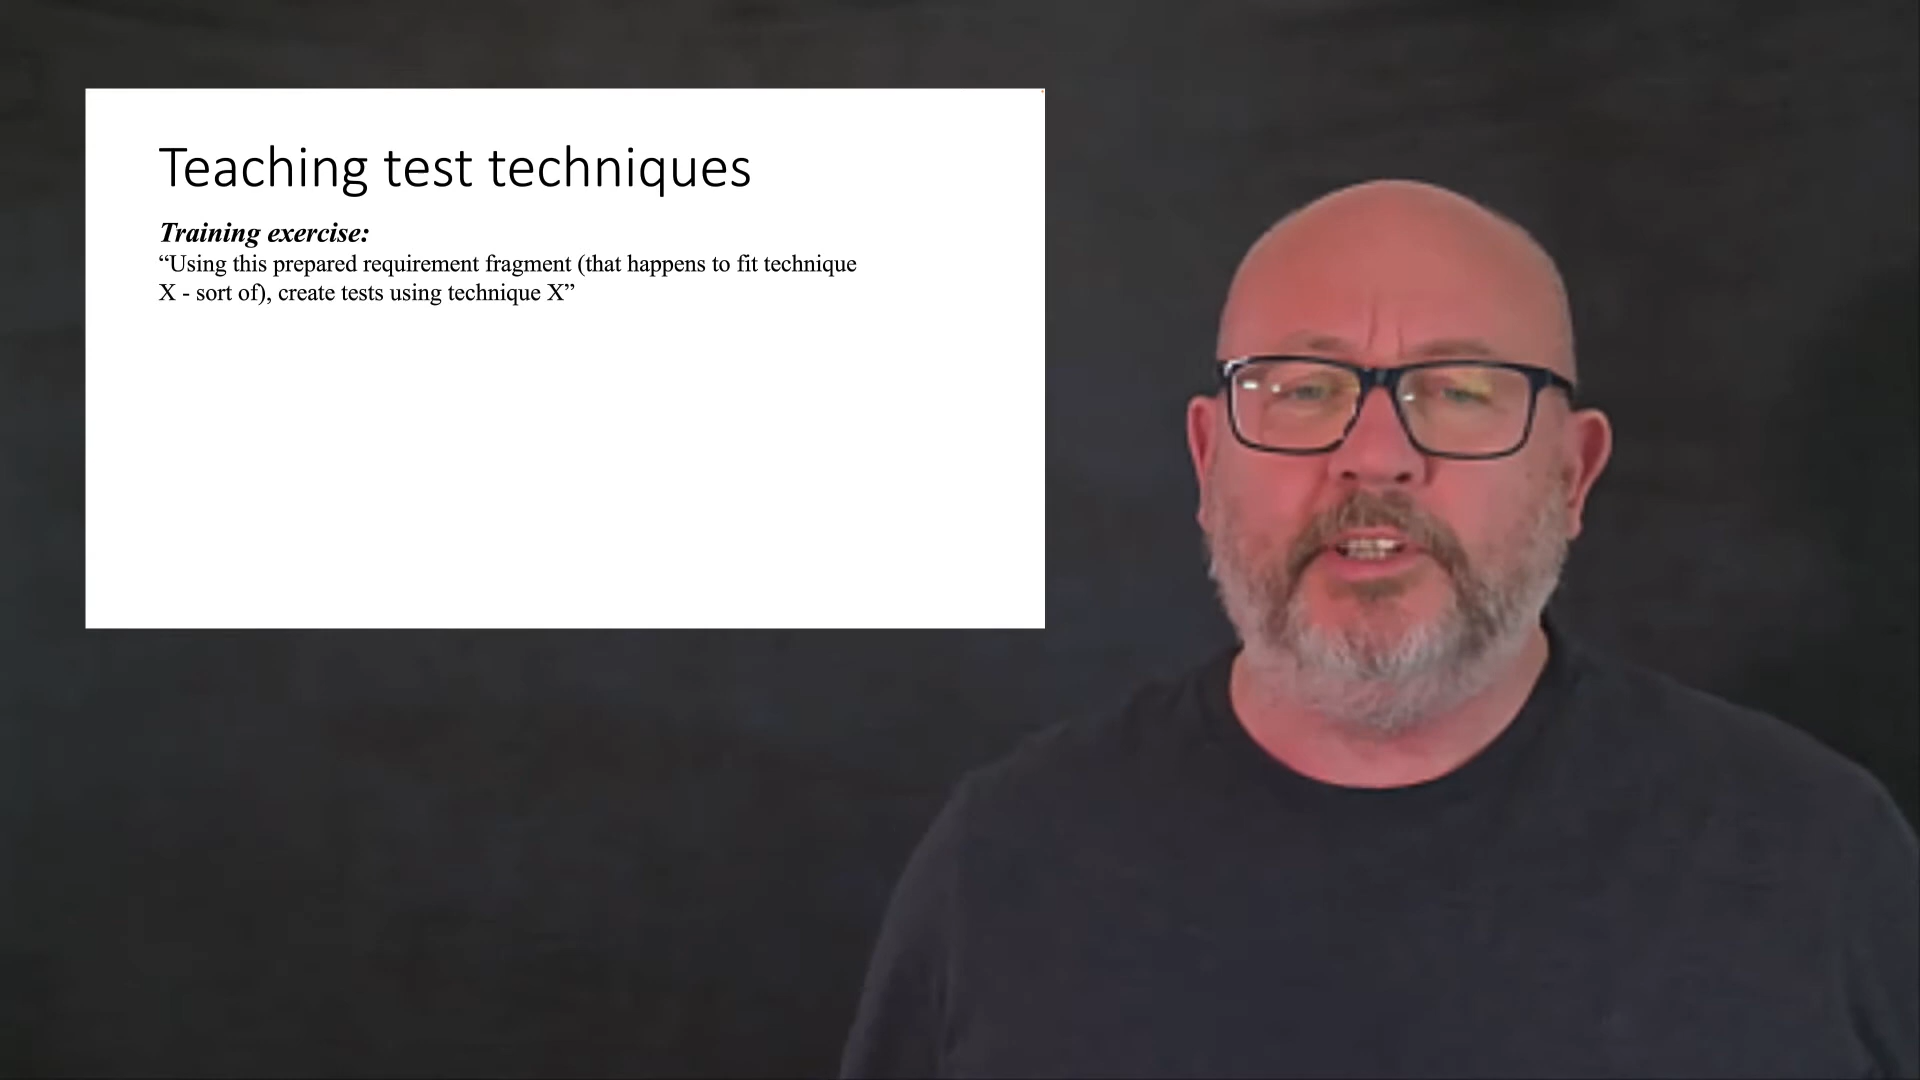 Teaching test techniques
Training exercise:
“Using this prepared requirement fragment (that happens to fit technique
X - sort of), create tests using technique X”